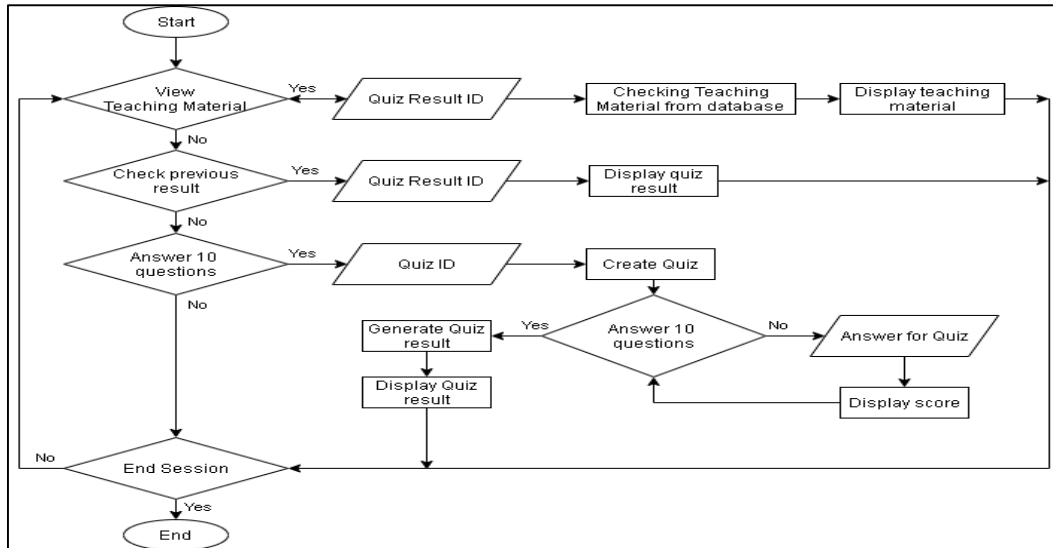 Start
View
Teaching Material
Yes
Quiz Result ID
Checking Teaching
Material from database
Display teaching
material
No
Check previous
result
Yes
Quiz Result ID
Display quiz
result
No
Answer 10
questions
Yes
Quiz ID
Create Quiz
No
Generate Quiz
result
Yes
Answer 10
questions
No
Answer for Quiz
Display Quiz
result
Display score
No
End Session
Yes
End